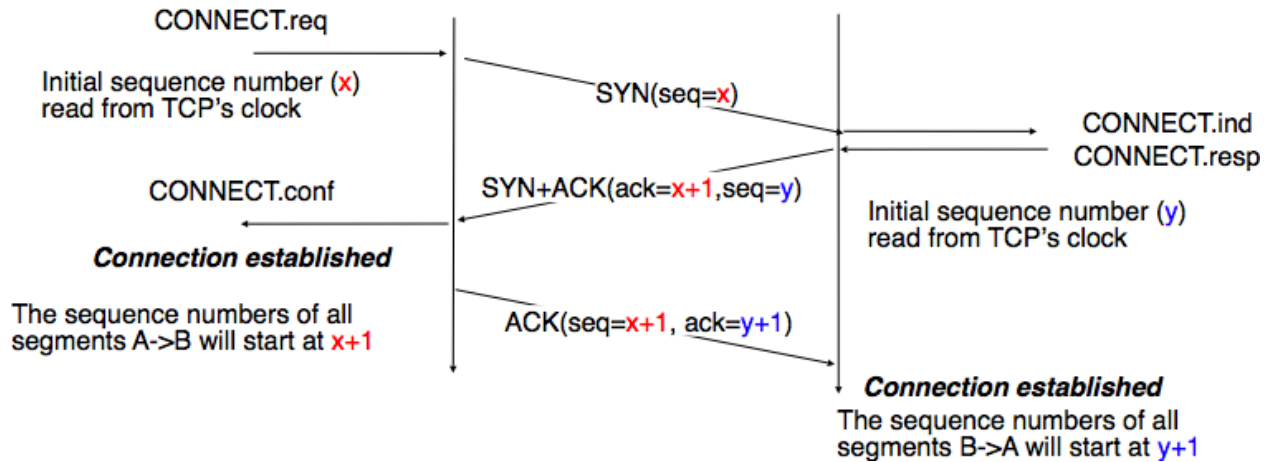 CONNECT.req
Initial sequence number (x)
read from TCP's clock
SYN(seq=x)
CONNECT.ind
CONNECT.resp
CONNECT.conf
SYN+ACK(ack=x+1,seq=y)
Initial sequence number (y)
read from TCP's clock
Connection established
The sequence numbers of all
segments A->B will start at x+1
ACK(seq=x+1, ack=y+1)
Connection established
The sequence numbers of all
segments B->A will start at y+1